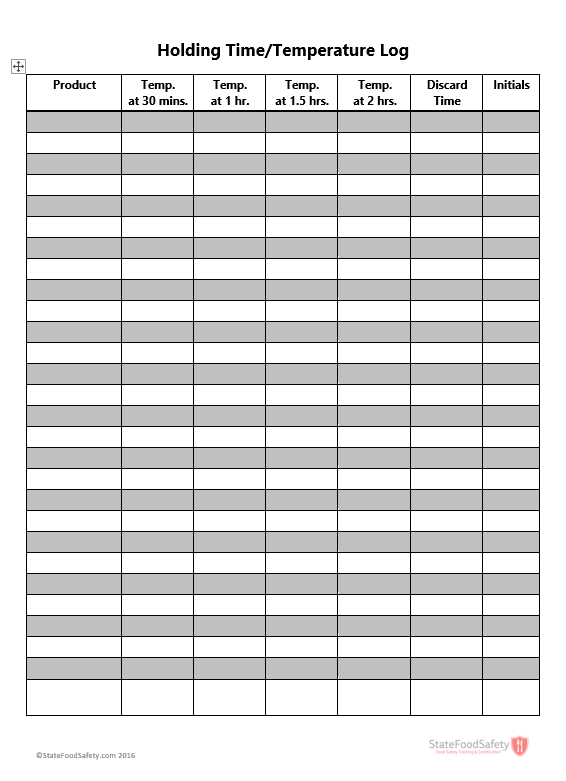 Holding Time/Temperature Log
Product Temp. Temp. Temp. Temp. Discard Initials
at 30 mins. at 1 hr. at 1.5 hrs. at 2 hrs. Time
StateFoodSafety
Food Safety Training & Certification
©StateFoodSafety.com 2016